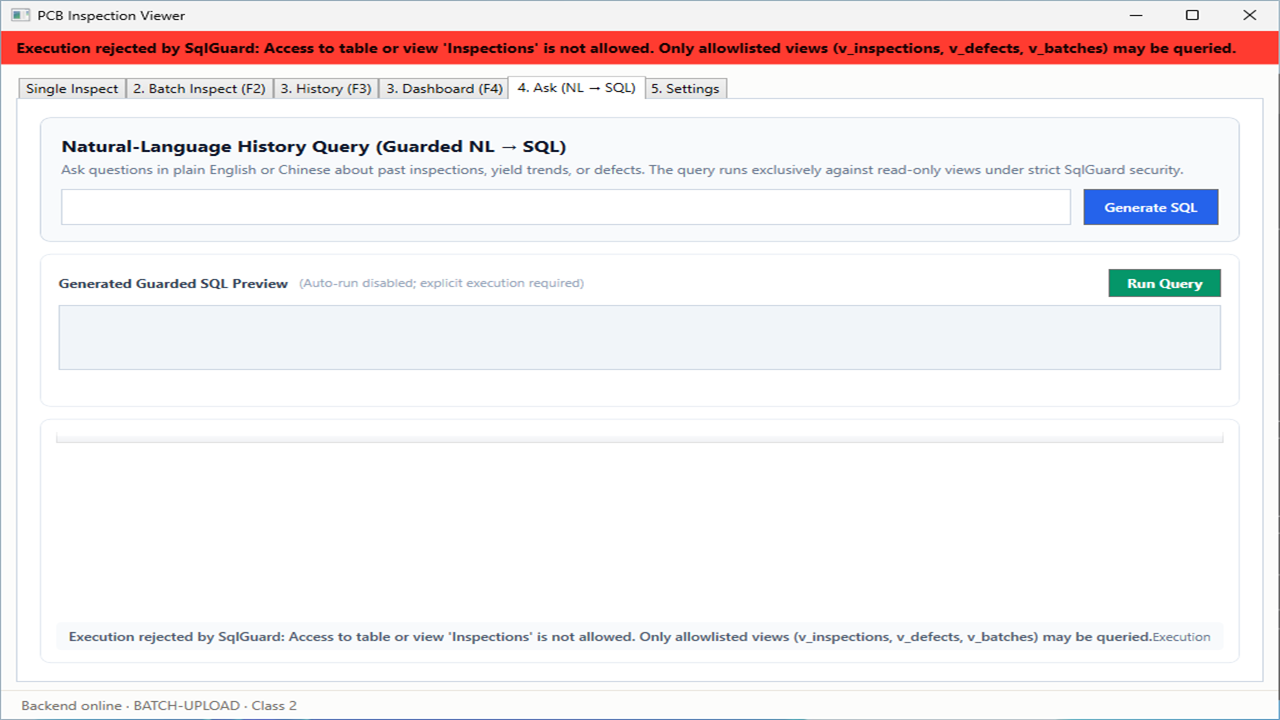 PCB Inspection Viewer
Execution rejected by SqlGuard: Access to table or view 'Inspections' is not allowed. Only allowlisted views (v_inspections, v_defects, v_batches) may be queried.
Single Inspect 2. Batch Inspect (F2) 3. History (F3) 3. Dashboard (F4) 4. Ask (NL → SQL) 5. Settings
Natural-Language History Query (Guarded NL → SQL)
Ask questions in plain English or Chinese about past inspections, yield trends, or defects. The query runs exclusively against read-only views under strict SqlGuard security.
Generate SQL
Generated Guarded SQL Preview (Auto-run disabled; explicit execution required)
Run Query
Execution rejected by SqlGuard: Access to table or view 'Inspections' is not allowed. Only allowlisted views (v_inspections, v_defects, v_batches) may be queried.Execution
Backend online · BATCH-UPLOAD · Class 2